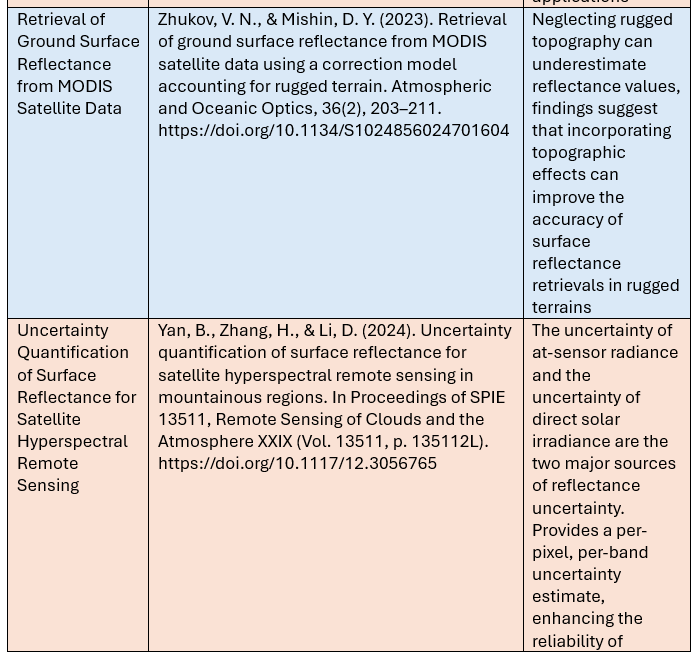 applications
Retrieval of
Ground Surface
Reflectance
from MODIS
Satellite Data
Zhukov, V. N., & Mishin, D. Y. (2023). Retrieval
of ground surface reflectance from MODIS
satellite data using a correction model
accounting for rugged terrain. Atmospheric
and Oceanic Optics, 36(2), 203–211.
https://doi.org/10.1134/S1024856024701604
Neglecting rugged
topography can
underestimate
reflectance values,
findings suggest
that incorporating
topographic
effects can
improve the
accuracy of
surface
reflectance
retrievals in rugged
terrains
Uncertainty
Quantification
of Surface
Reflectance for
Satellite
Hyperspectral
Remote
Sensing
Yan, B., Zhang, H., & Li, D. (2024). Uncertainty
quantification of surface reflectance for
satellite hyperspectral remote sensing in
mountainous regions. In Proceedings of SPIE
13511, Remote Sensing of Clouds and the
Atmosphere XXIX (Vol. 13511, p. 135112L).
https://doi.org/10.1117/12.3056765
The uncertainty of
at-sensor radiance
and the
uncertainty of
direct solar
irradiance are the
two major sources
of reflectance
uncertainty.
Provides a per-
pixel, per-band
uncertainty
estimate,
enhancing the
reliability of